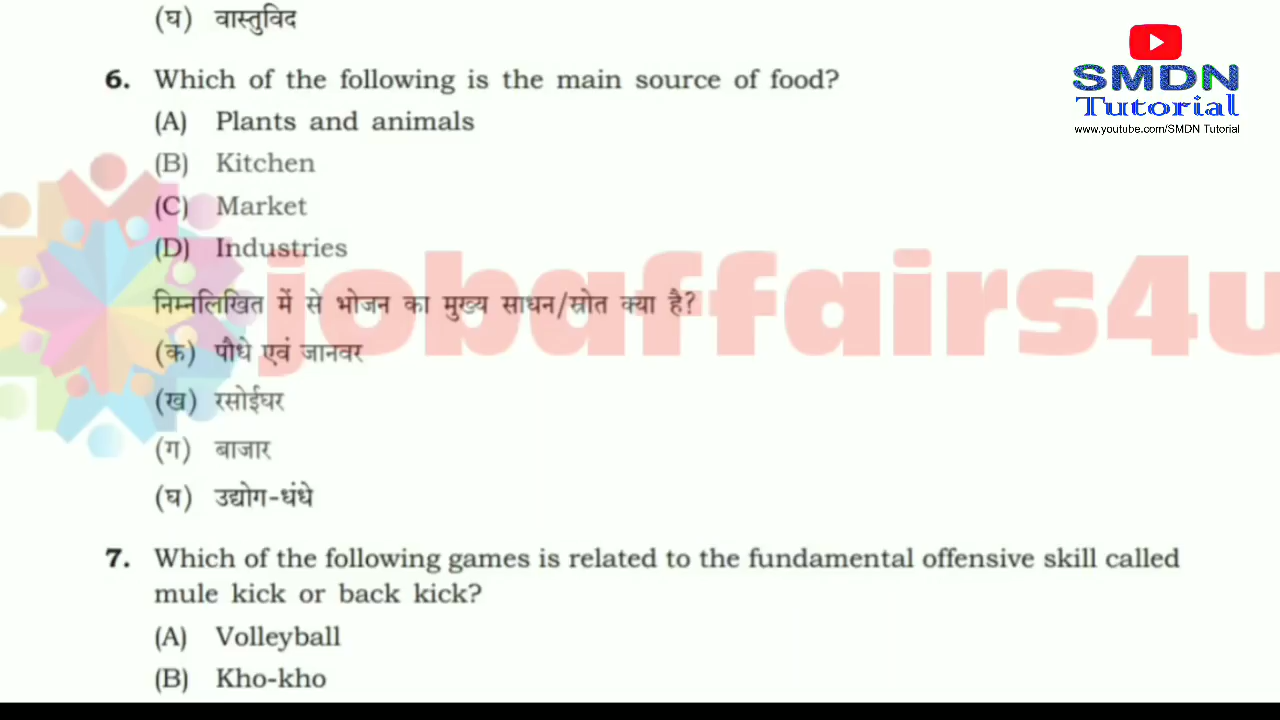 (घ) वास्तुविद
SMDN
Tutorial
www.youtube.com/SMDN Tutorial
6. Which of the following is the main source of food?
(A) Plants and animals
(B) Kitchen
(C) Market
(D) Industries
jobaffairs4u
निम्नलिखित में से भोजन का मुख्य साधन/स्रोत क्या है?
(क) पौधे एवं जानवर
(ख) रसोईघर
(ग) बाजार
(घ) उद्योग-धंधे
7. Which of the following games is related to the fundamental offensive skill called
mule kick or back kick?
(A) Volleyball
(B) Kho-kho